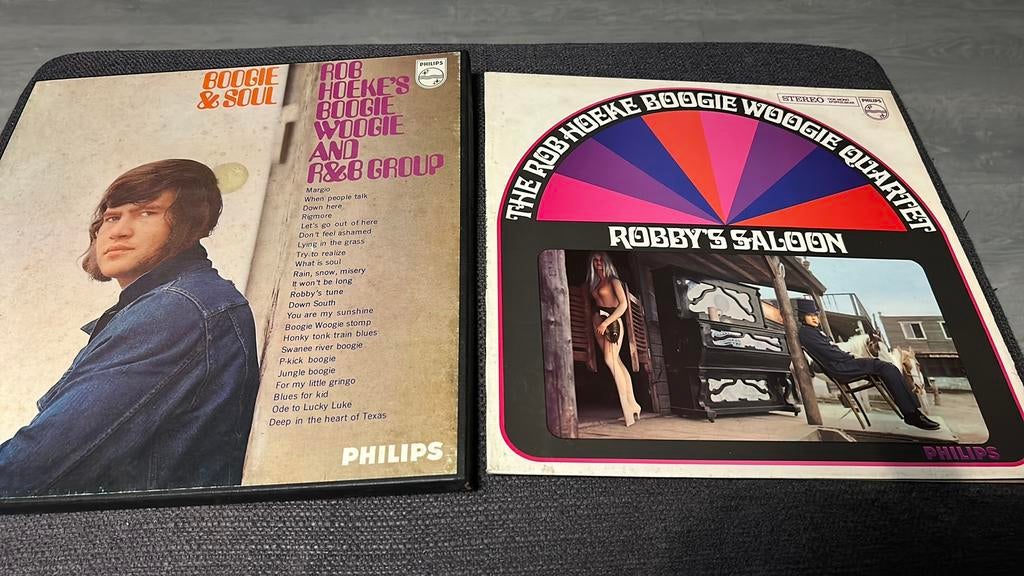 BOOGIE
& SOUL
ROB
HOEKE'S
BOOGIE
WOOGIE
AND
R&B GROUP
PHILIPS
Margio
When people talk
Down here
Rigmore
Let's go out of here
Don't feel ashamed
Lying in the grass
Try to realize
What is soul
Rain, snow, misery
It won't be long
Robby's tune
Down South
You are my sunshine
Boogie Woogie stomp
Honky tonk train blues
Swanee river boogie
P-kick boogie
Jungle boogie
For my little gringo
Blues for kid
Ode to Lucky Luke
Deep in the heart of Texas
PHILIPS
STEREO
OOK MONO
PHILIPS
THE ROB HOEKE BOOGIE WOOGIE QUARTET
ROBBY'S SALOON
PHILIPS